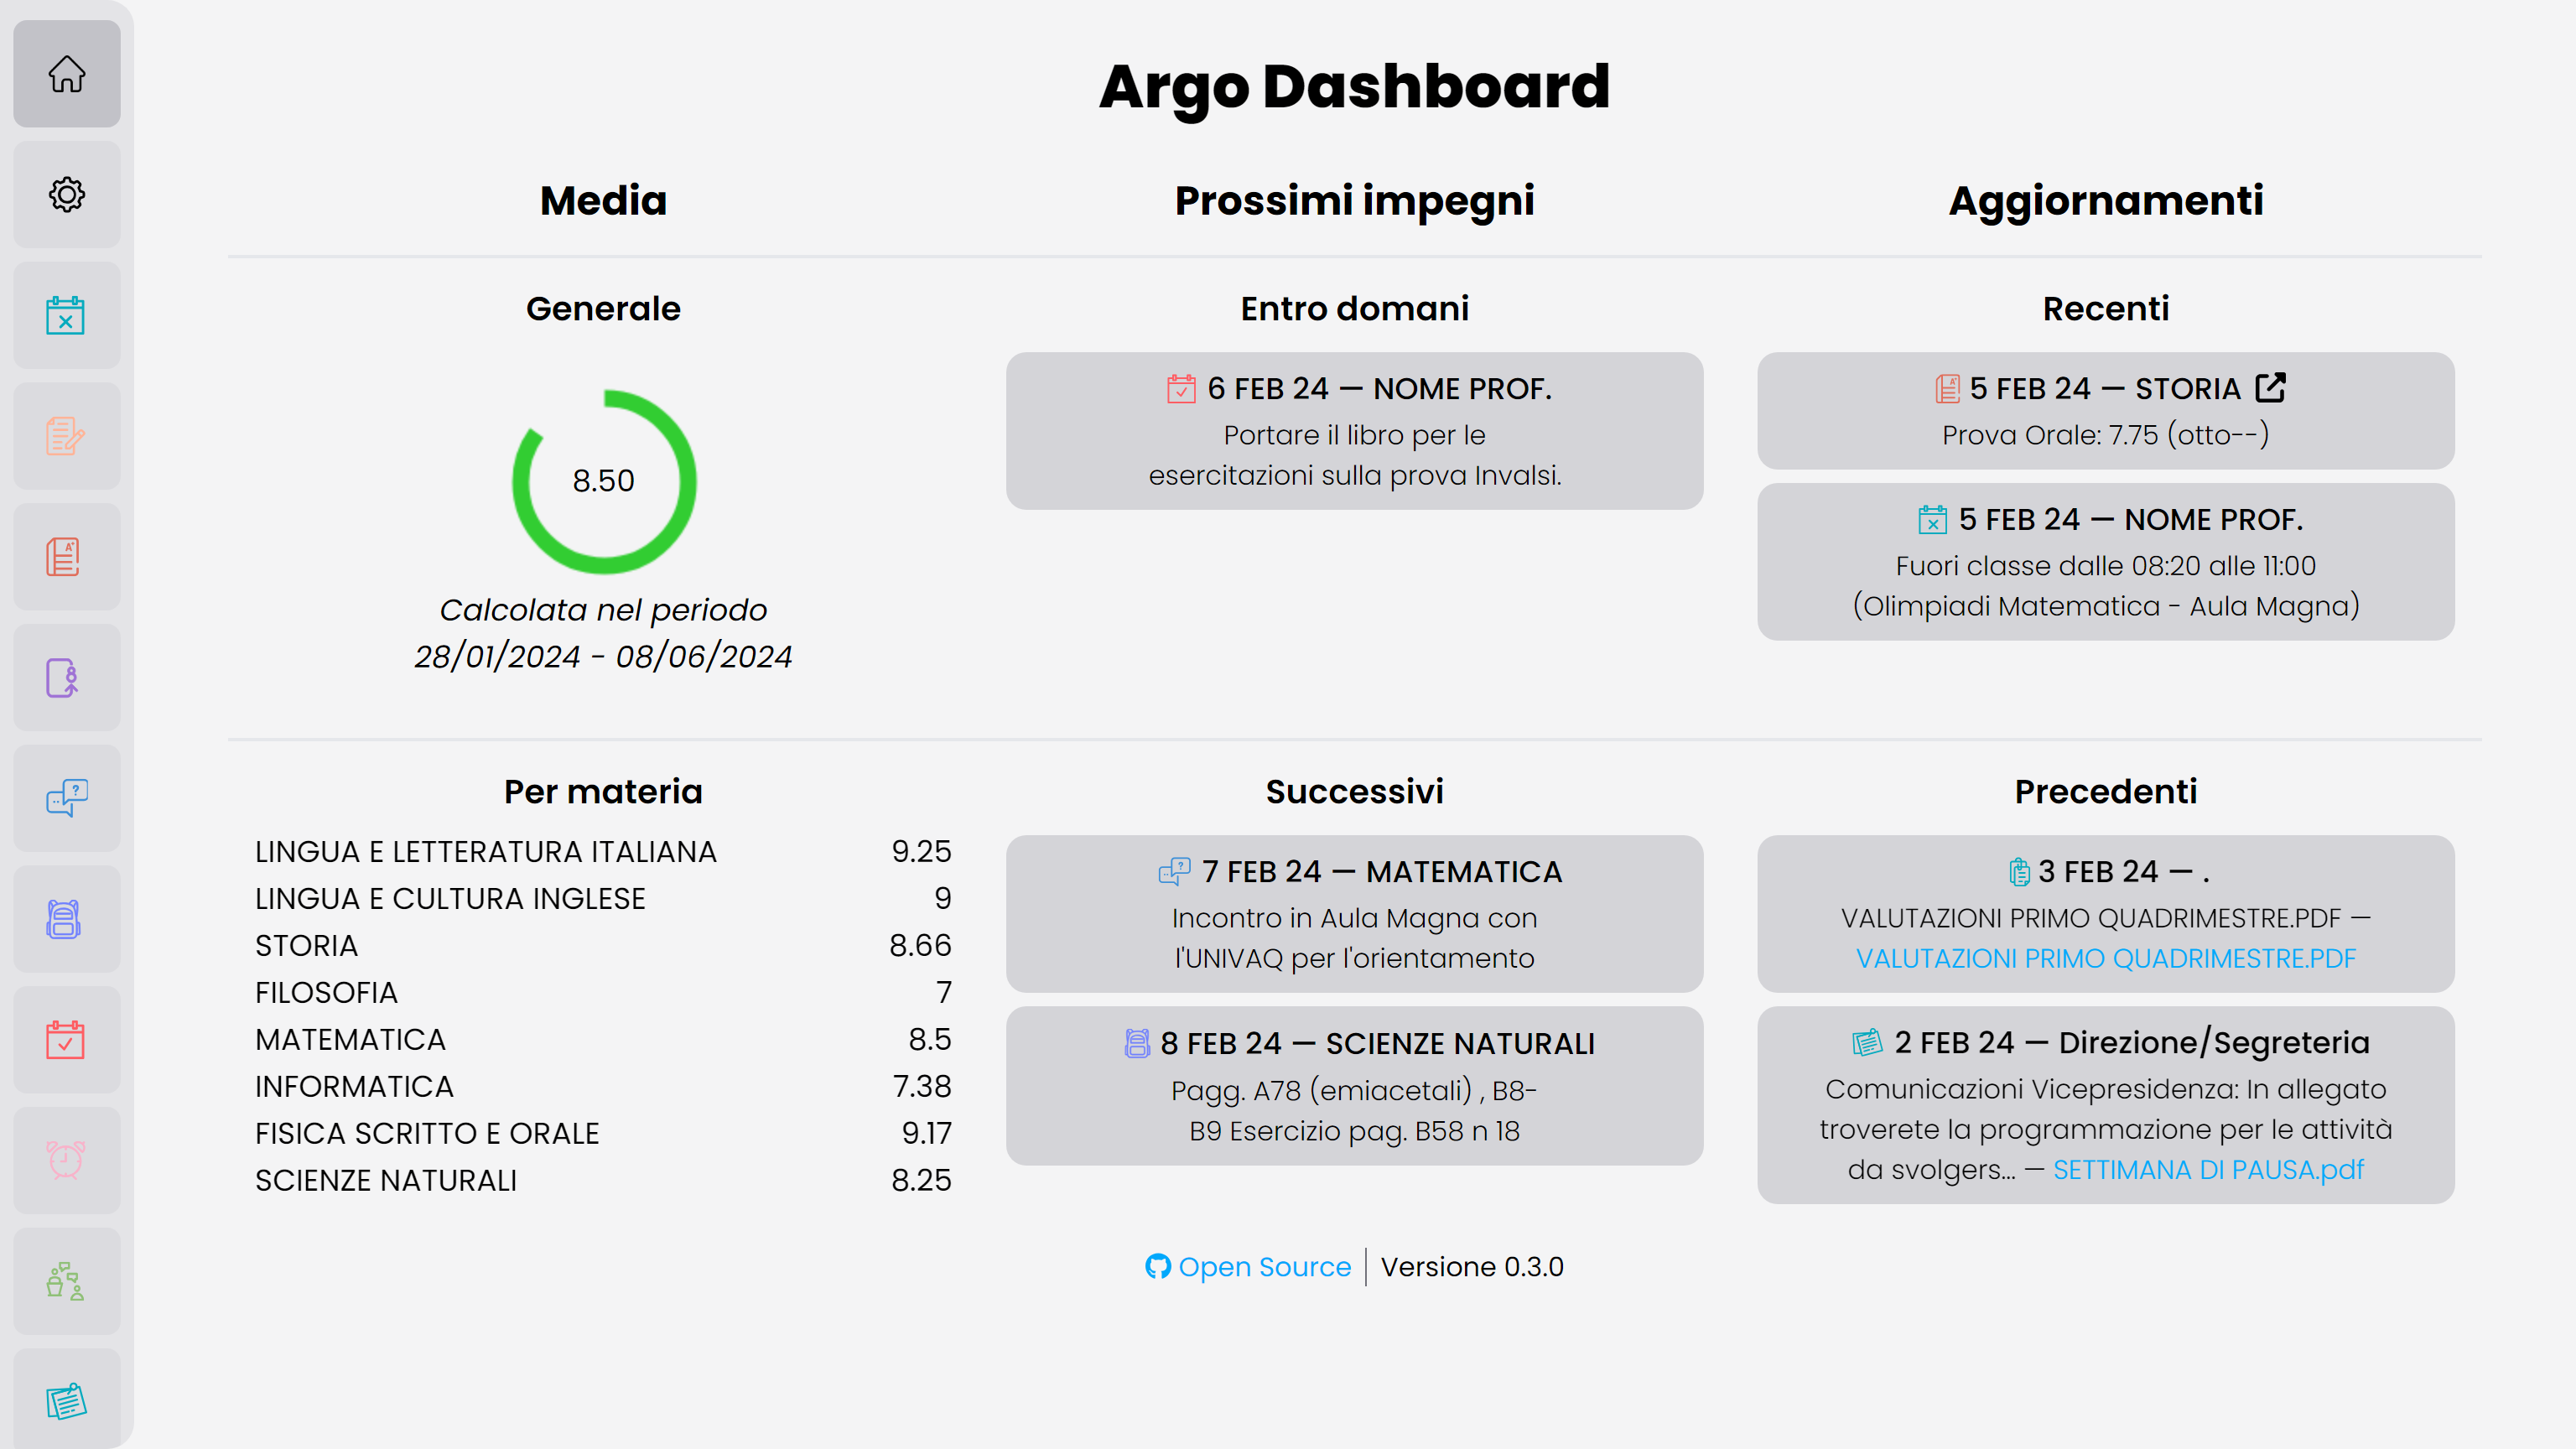 Argo Dashboard
Media
Prossimi impegni
Aggiornamenti
Generale
8.50
Calcolata nel periodo
28/01/2024 - 08/06/2024
Entro domani
6 FEB 24 — NOME PROF.
Portare il libro per le
esercitazioni sulla prova Invalsi.
Recenti
5 FEB 24 — STORIA
Prova Orale: 7.75 (otto--)
5 FEB 24 — NOME PROF.
Fuori classe dalle 08:20 alle 11:00
(Olimpiadi Matematica - Aula Magna)
Per materia
LINGUA E LETTERATURA ITALIANA 9.25
LINGUA E CULTURA INGLESE 9
STORIA 8.66
FILOSOFIA 7
MATEMATICA 8.5
INFORMATICA 7.38
FISICA SCRITTO E ORALE 9.17
SCIENZE NATURALI 8.25
Successivi
7 FEB 24 — MATEMATICA
Incontro in Aula Magna con
l'UNIVAQ per l'orientamento
8 FEB 24 — SCIENZE NATURALI
Pagg. A78 (emiacetali) , B8-
B9 Esercizio pag. B58 n 18
Precedenti
3 FEB 24 — .
VALUTAZIONI PRIMO QUADRIMESTRE.PDF —
VALUTAZIONI PRIMO QUADRIMESTRE.PDF
2 FEB 24 — Direzione/Segreteria
Comunicazioni Vicepresidenza: In allegato
troverete la programmazione per le attività
da svolgers... — SETTIMANA DI PAUSA.pdf
Open Source | Versione 0.3.0